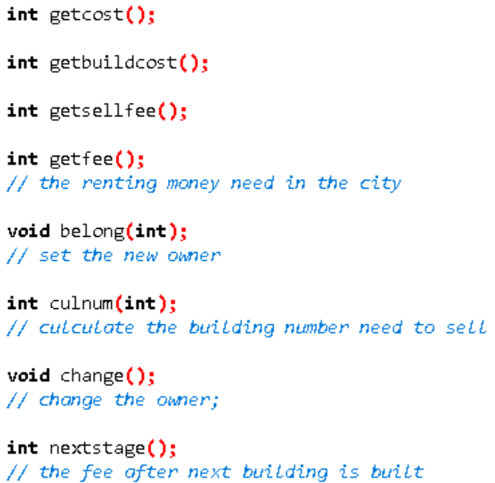 int getcost();
int getbuildcost();
int getsellfee();
int getfee();
// the renting money need in the city
void belong(int);
// set the new owner
int culnum(int);
// culculate the building number need to sell
void change();
// change the owner;
int nextstage();
// the fee after next building is built